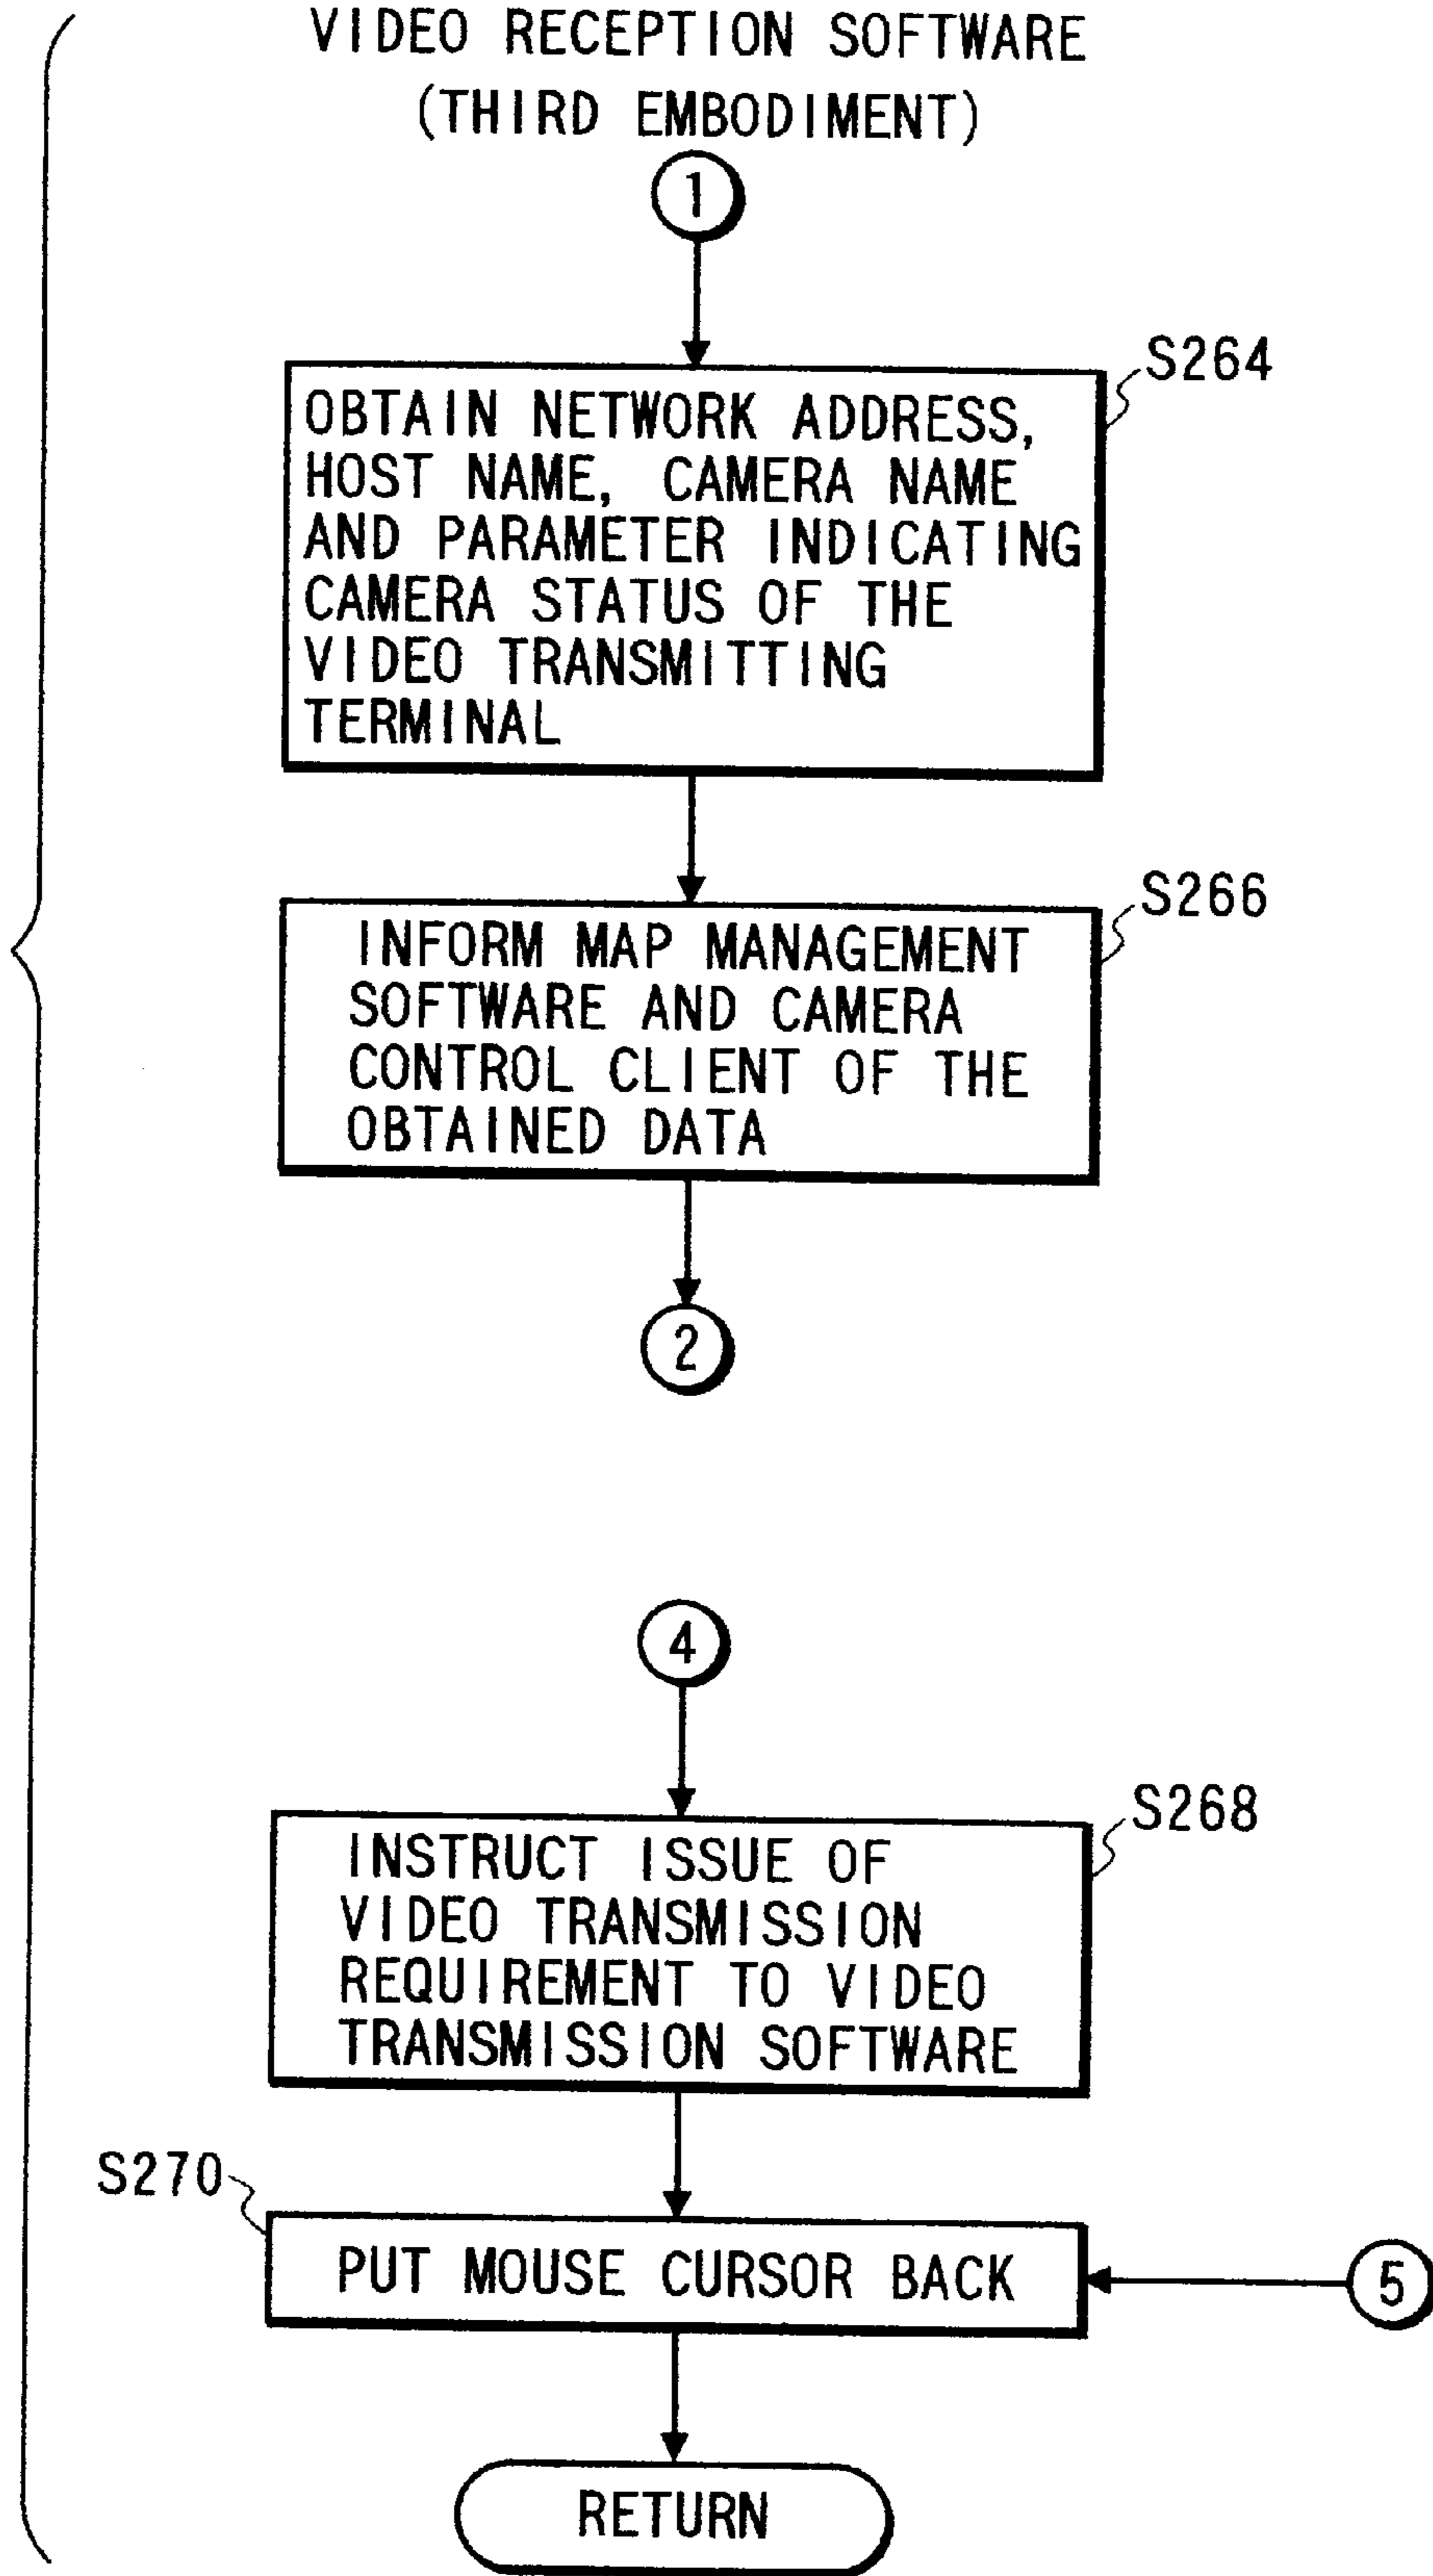 VIDEO RECEPTION SOFTWARE
(THIRD EMBODIMENT)
1
S264
OBTAIN NETWORK ADDRESS,
HOST NAME, CAMERA NAME
AND PARAMETER INDICATING
CAMERA STATUS OF THE
VIDEO TRANSMITTING
TERMINAL
S266
INFORM MAP MANAGEMENT
SOFTWARE AND CAMERA
CONTROL CLIENT OF THE
OBTAINED DATA
2
4
S268
INSTRUCT ISSUE OF
VIDEO TRANSMISSION
REQUIREMENT TO VIDEO
TRANSMISSION SOFTWARE
S270
PUT MOUSE CURSOR BACK
5
RETURN